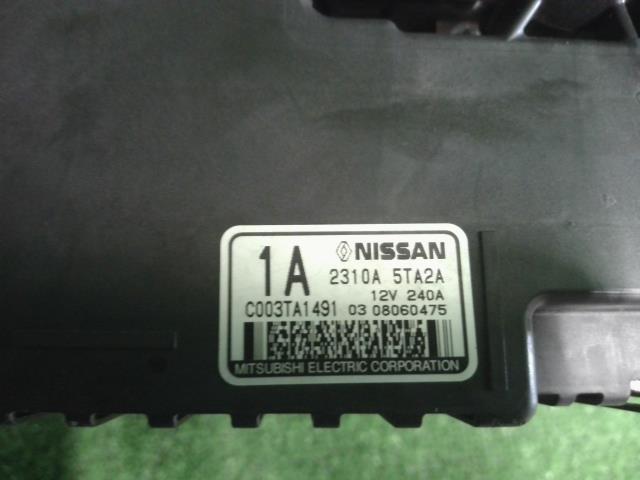 1A NISSAN
2310A 5TA2A
12V 240A
C003TA1491 03 08060475
MITSUBISHI ELECTRIC CORPORATION